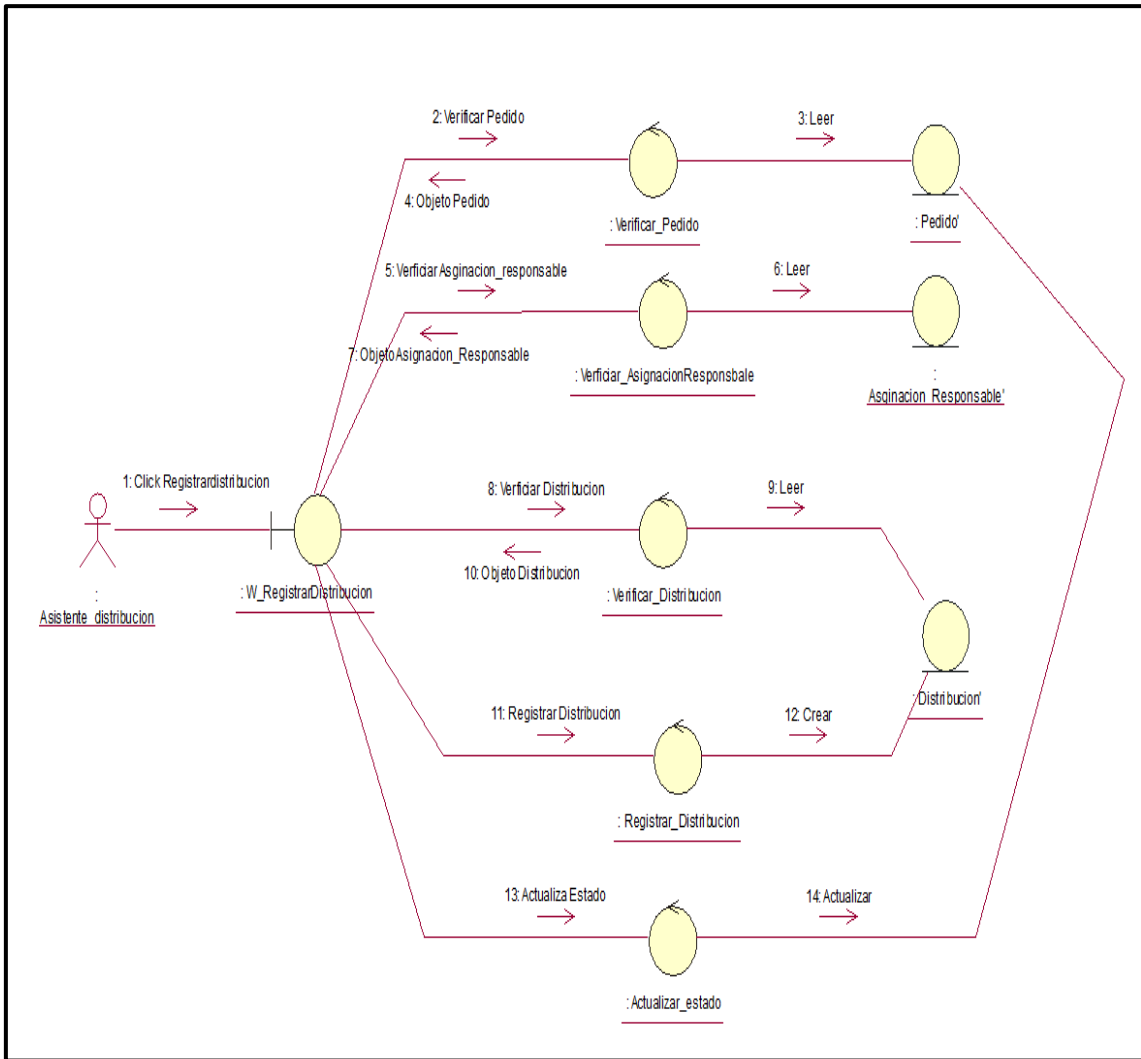 2: Verificar Pedido
3: Leer
4: Objeto Pedido
: Verificar_Pedido
: Pedido'
5: Verficiar Asginacion_responsable
6: Leer
7: Objeto Asignacion_Responsable
: Verficiar_AsignacionResponsbale
:
Asginacion_Responsable'
1: Click Registrardistribucion
8: Verficiar Distribucion
9: Leer
10: Objeto Distribucion
: W_RegistrarDistribucion
: Verificar_Distribucion
:
Asistente_distribucion
: Distribucion'
11: Registrar Distribucion
12: Crear
: Registrar_Distribucion
13: Actualiza Estado
14: Actualizar
: Actualizar_estado